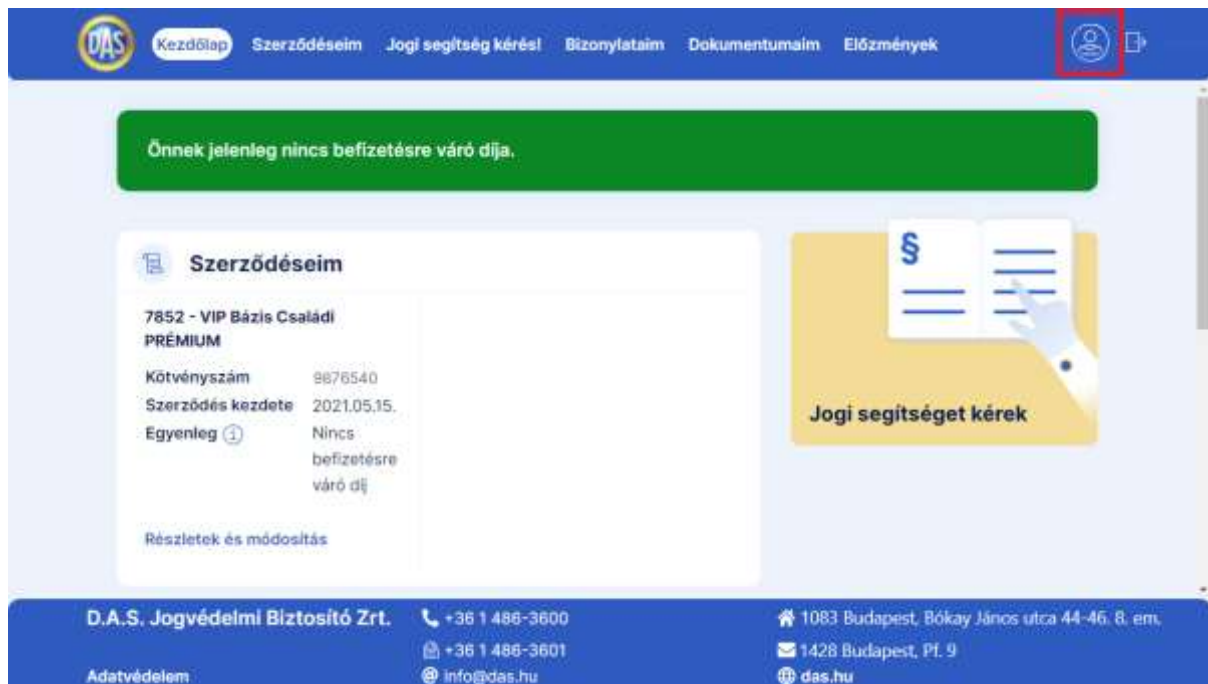 DAS
Kezdőlap Szerződéseim Jogi segítség kérés! Bizonylataim Dokumentumaim Előzmények
Önnek jelenleg nincs befizetésre váró díja.
Szerződéseim
7852 - VIP Bázis Családi
PRÉMIUM
Kötvényszám 9876540
Szerződés kezdete 2021.05.15.
Egyenleg i Nincs
befizetésre
váró díj
Részletek és módosítás
§
Jogi segítséget kérek
D.A.S. Jogvédelmi Biztosító Zrt. +36 1 486-3600 1083 Budapest, Bókay János utca 44-46. 8. em.
+36 1 486-3601 1428 Budapest, Pf. 9
Adatvédelem @ info@das.hu das.hu